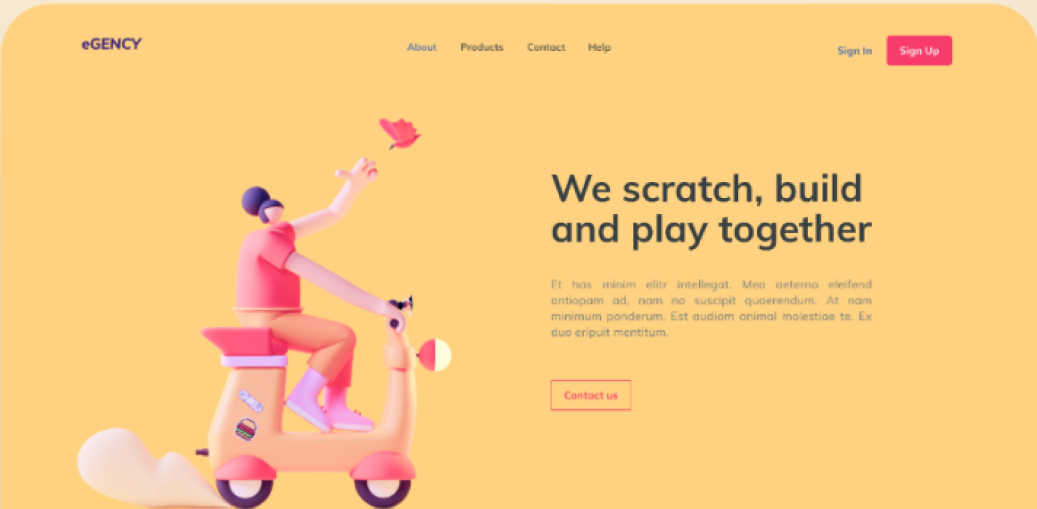 eGENCY
About Products Contact Help
Sign In Sign Up
We scratch, build
and play together
Et has minim elitr intellegat. Mea aeterno eleifend
antiopam ad, nam no suscipit quaerendum. At nam
minimum ponderum. Est audiam animal molestiae te. Ex
duo eripuit mentitum.
Contact us